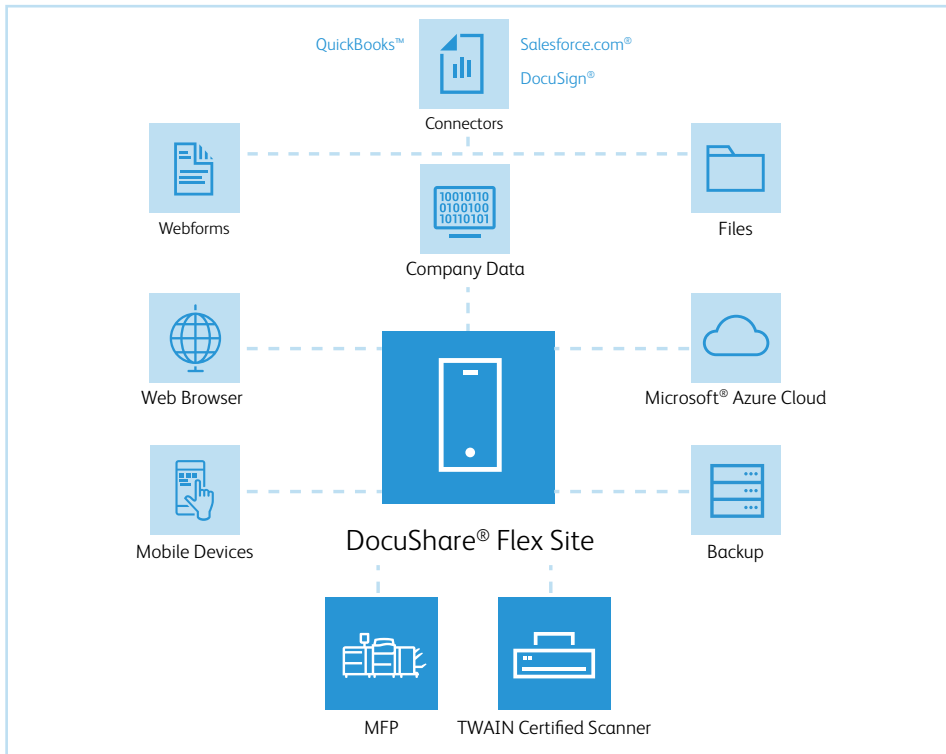 QuickBooks™
Salesforce.com®
DocuSign®
Connectors
Webforms
10010110
0100100
10110101
Files
Company Data
Web Browser
Microsoft® Azure Cloud
Mobile Devices
DocuShare® Flex Site
Backup
MFP
TWAIN Certified Scanner